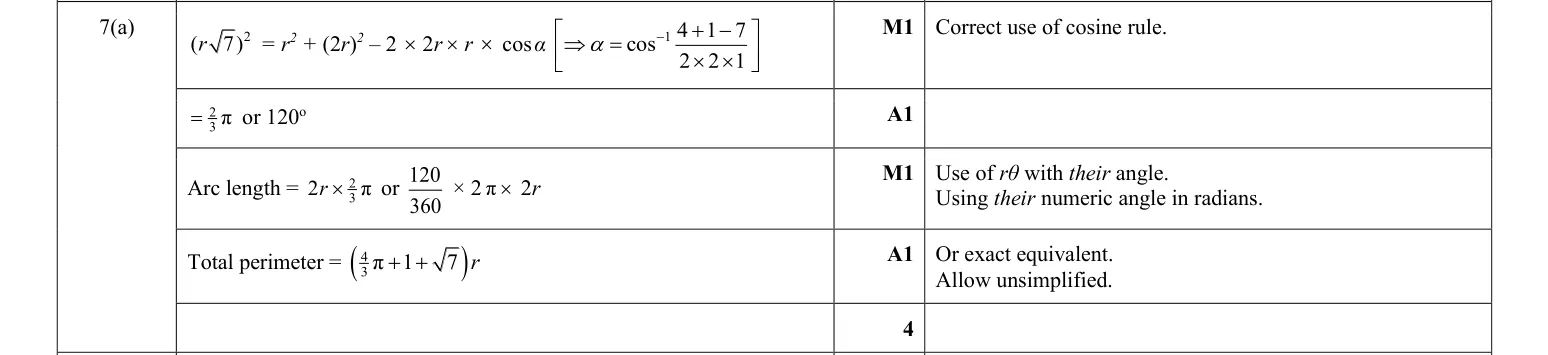 7(a) (r√7)² = r² + (2r)² – 2 × 2r × r × cosα [⇒ α = cos⁻¹ (4+1−7)/(2×2×1)] M1 Correct use of cosine rule.
= ⅔π or 120° A1
Arc length = 2r × ⅔π or 120/360 × 2π × 2r M1 Use of rθ with their angle.
Using their numeric angle in radians.
Total perimeter = (4/3 π + 1 + √7)r A1 Or exact equivalent.
Allow unsimplified.
4